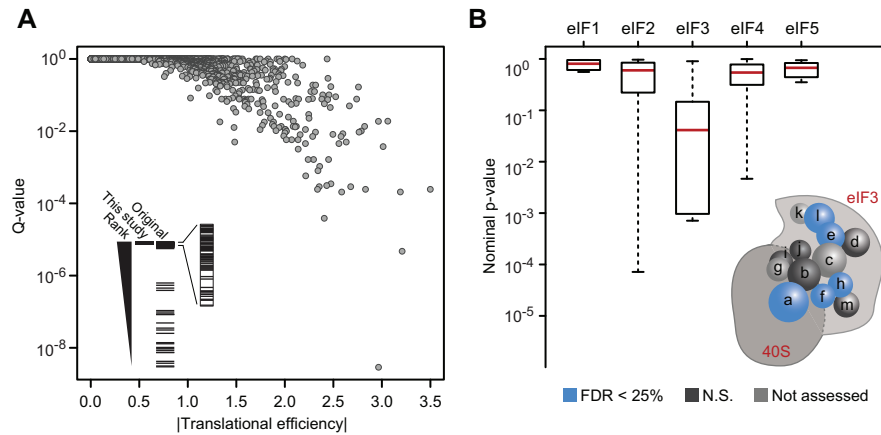 A
Q-value
10^0
10^-2
10^-4
10^-6
10^-8
Original
This study
Rank
0.0 0.5 1.0 1.5 2.0 2.5 3.0 3.5
|Translational efficiency|
B
eIF1 eIF2 eIF3 eIF4 eIF5
Nominal p-value
10^0
10^-1
10^-2
10^-3
10^-4
10^-5
eIF3
k l
e d
i j
g c
b h
a f m
40S
FDR < 25% N.S. Not assessed